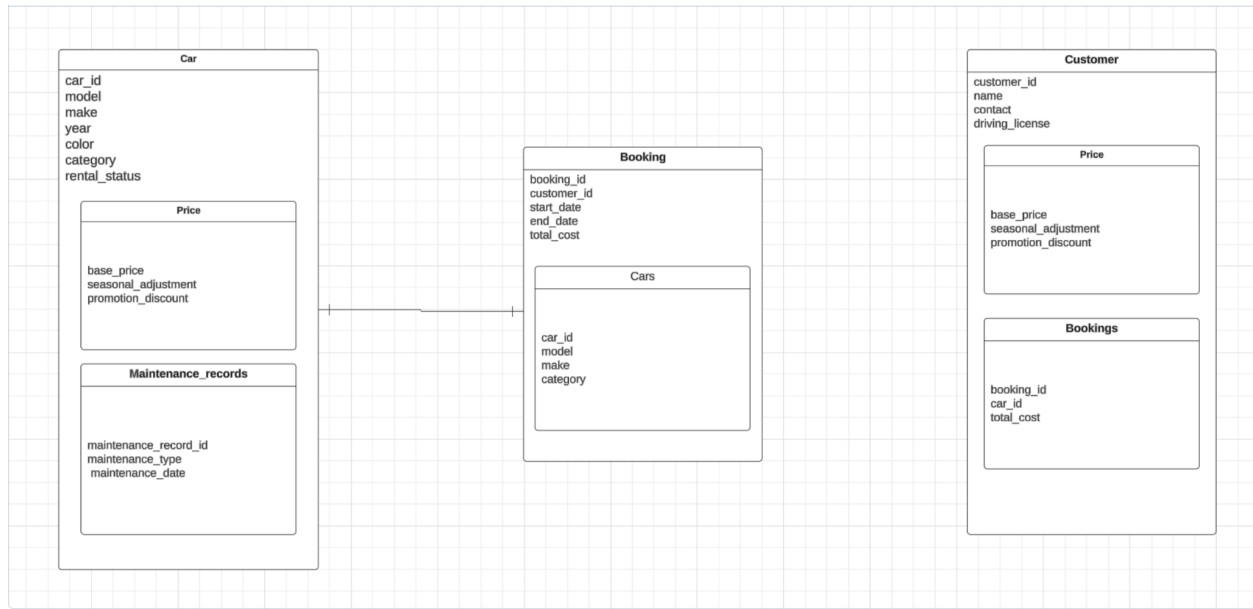 Car
car_id
model
make
year
color
category
rental_status
Price
base_price
seasonal_adjustment
promotion_discount
Maintenance_records
maintenance_record_id
maintenance_type
maintenance_date
Booking
booking_id
customer_id
start_date
end_date
total_cost
Cars
car_id
model
make
category
Customer
customer_id
name
contact
driving_license
Price
base_price
seasonal_adjustment
promotion_discount
Bookings
booking_id
car_id
total_cost